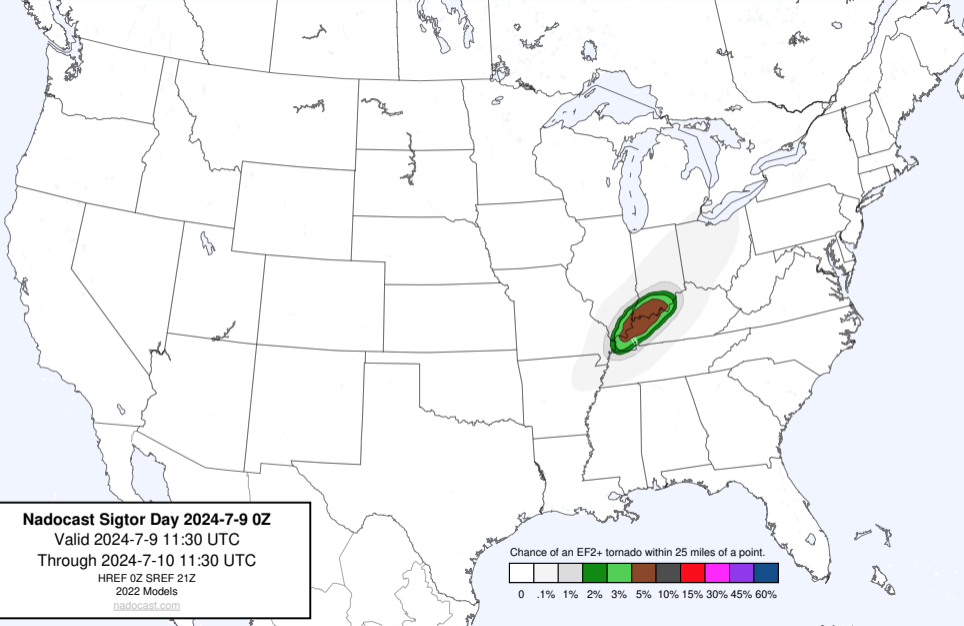 Nadocast Sigtor Day 2024-7-9 0Z
Valid 2024-7-9 11:30 UTC
Through 2024-7-10 11:30 UTC
HREF 0Z SREF 21Z
2022 Models
nadocast.com
Chance of an EF2+ tornado within 25 miles of a point.
0 .1% 1% 2% 3% 5% 10% 15% 30% 45% 60%